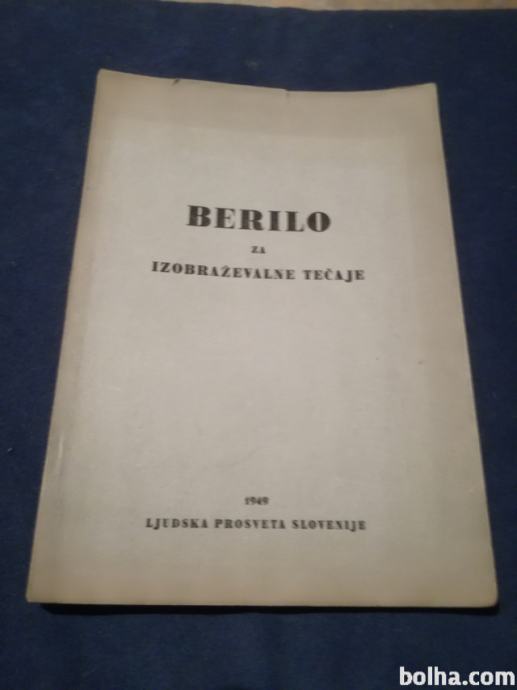 BERILO
ZA
IZOBRAŽEVALNE TEČAJE
1949
LJUDSKA PROSVETA SLOVENIJE
bolha.com